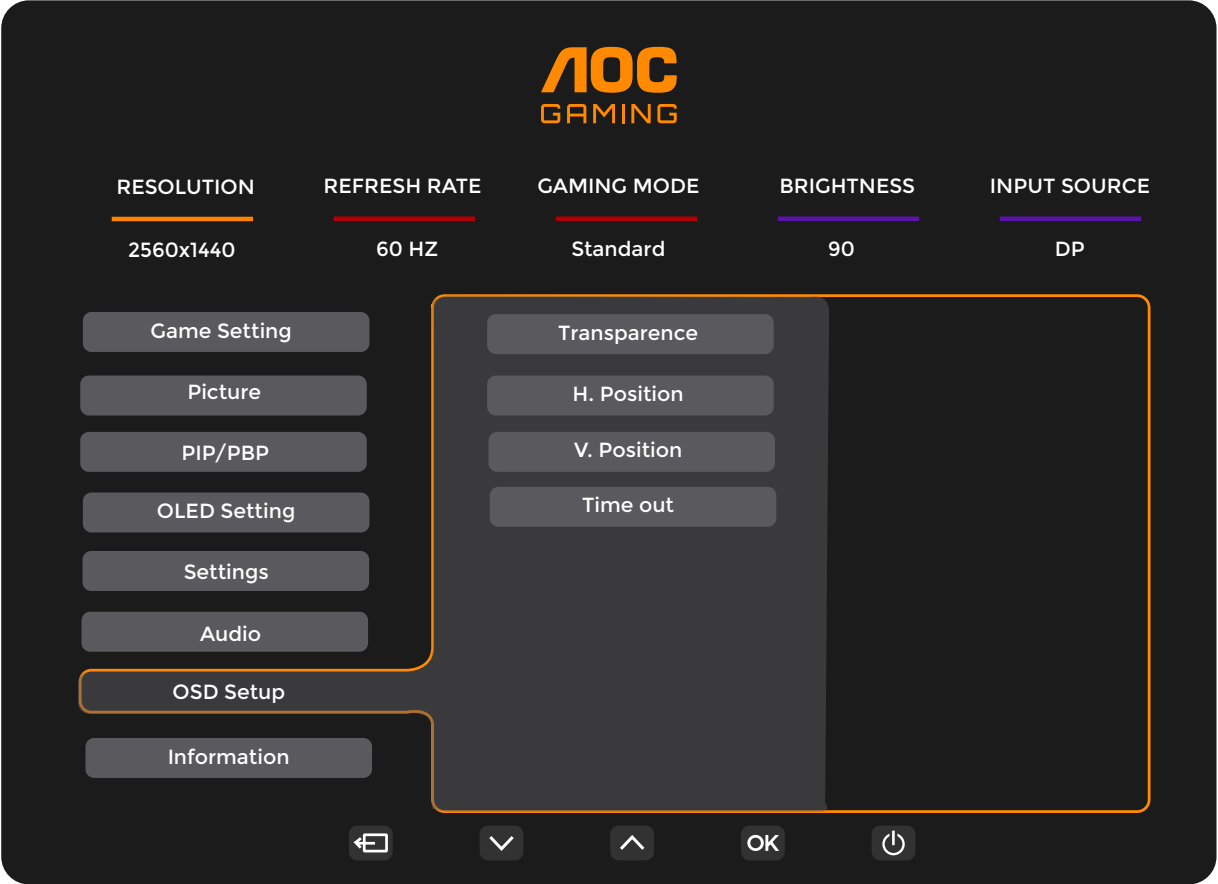 AOC
GAMING
RESOLUTION REFRESH RATE GAMING MODE BRIGHTNESS INPUT SOURCE
2560x1440 60 HZ Standard 90 DP
Game Setting
Picture
PIP/PBP
OLED Setting
Settings
Audio
OSD Setup
Information
Transparence
H. Position
V. Position
Time out
OK